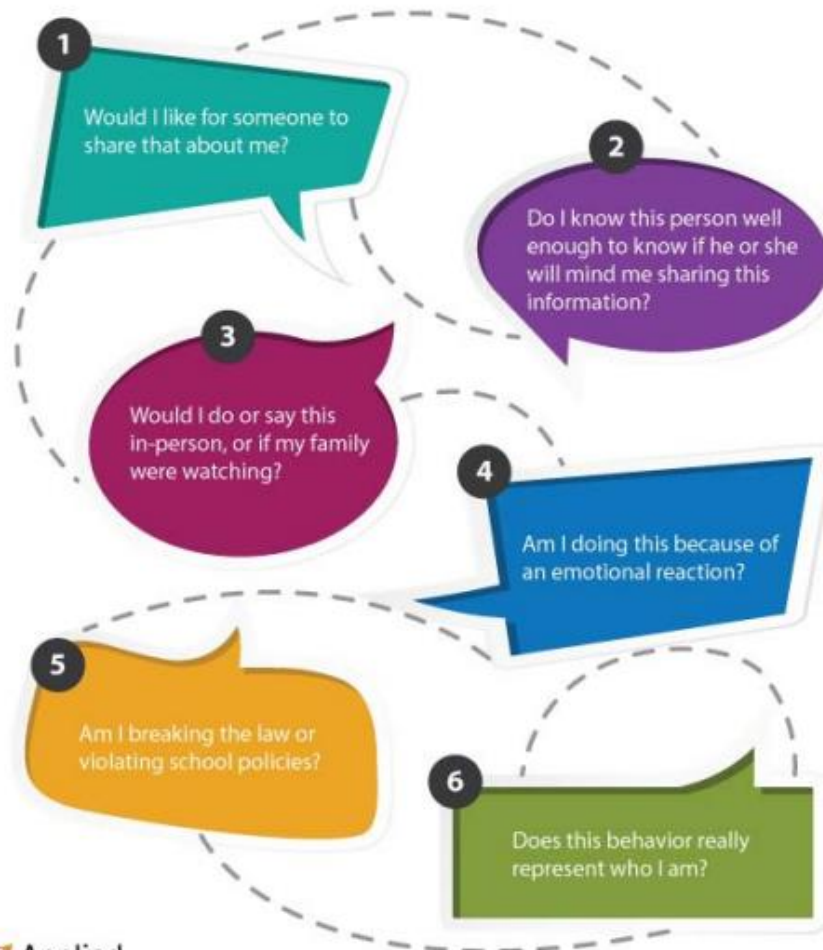 1
Would I like for someone to
share that about me?
2
Do I know this person well
enough to know if he or she
will mind me sharing this
information?
3
Would I do or say this
in-person, or if my family
were watching?
4
Am I doing this because of
an emotional reaction?
5
Am I breaking the law or
violating school policies?
6
Does this behavior really
represent who I am?
Applied